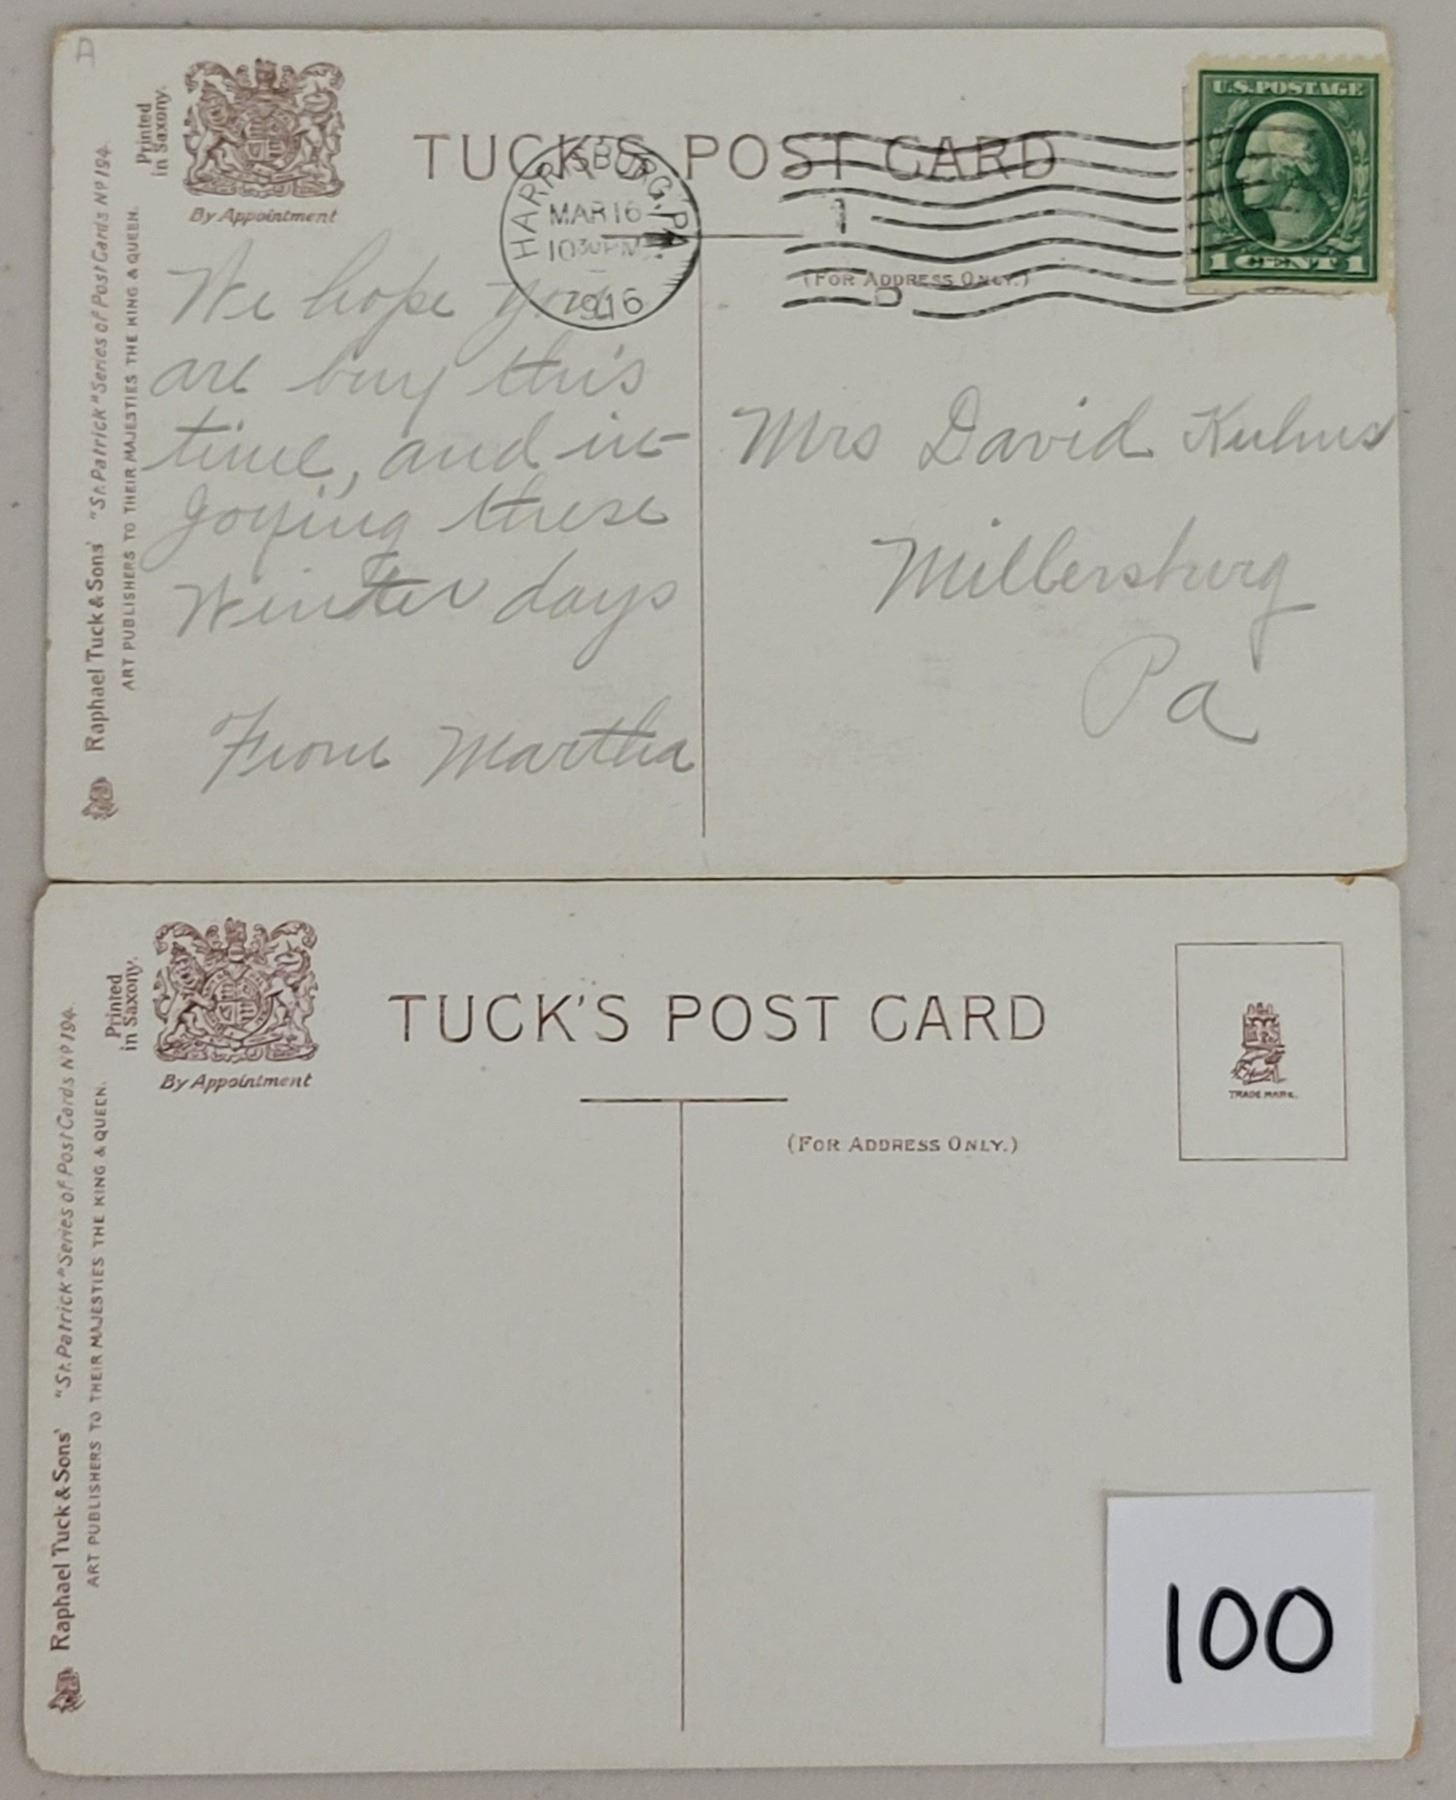 A
Printed
in Saxony.
By Appointment
TUCK'S POST CARD
U.S. POSTAGE
1 CENT 1
HARRISBURG, PA.
MAR 16
10 30 PM
1916
1
D
(FOR ADDRESS ONLY.)
Raphael Tuck & Sons' "St. Patrick" Series of Post Cards Nº 194.
ART PUBLISHERS TO THEIR MAJESTIES THE KING & QUEEN.
We hope you
are busy this
time, and in-
joying these
Winter days
From Martha
Mrs David Kuhns
Millersburg
Pa
Printed
in Saxony.
By Appointment
TUCK'S POST CARD
TRADE MARK.
(FOR ADDRESS ONLY.)
Raphael Tuck & Sons' "St. Patrick" Series of Post Cards Nº 194.
ART PUBLISHERS TO THEIR MAJESTIES THE KING & QUEEN.
100